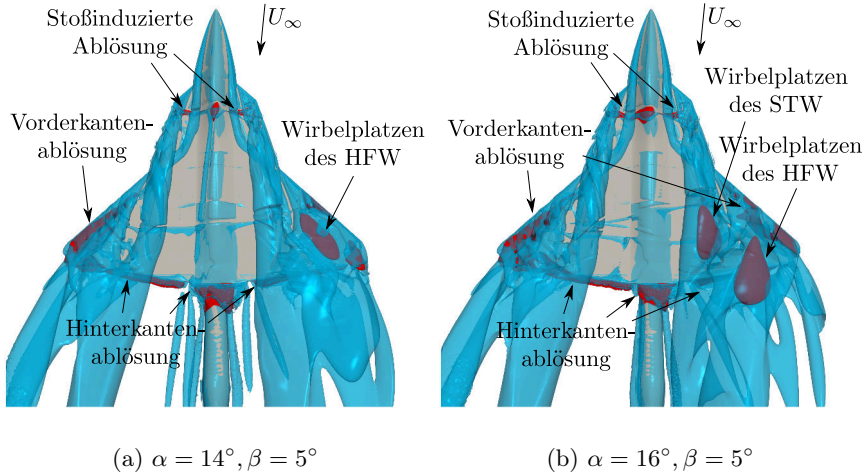 Stoßinduzierte
Ablösung
U∞
Vorderkanten-
ablösung
Wirbelplatzen
des HFW
Hinterkanten-
ablösung
(a) α = 14°, β = 5°
Stoßinduzierte
Ablösung
U∞
Wirbelplatzen
des STW
Vorderkanten-
ablösung
Wirbelplatzen
des HFW
Hinterkanten-
ablösung
(b) α = 16°, β = 5°